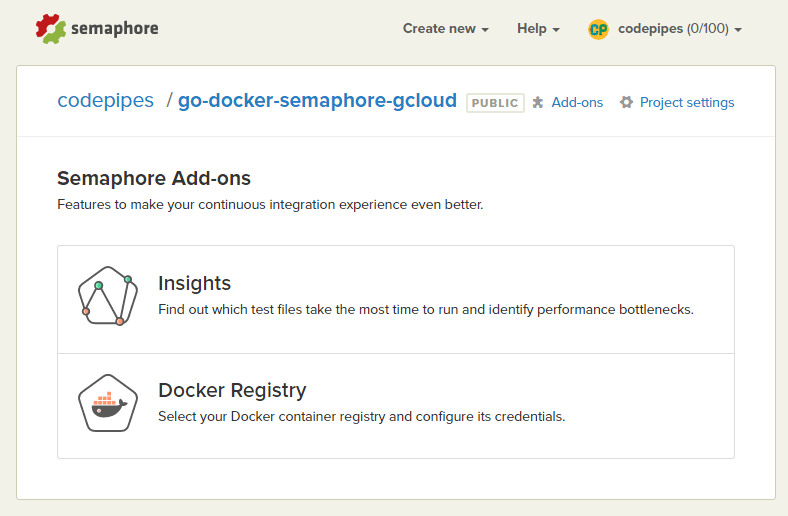 semaphore Create new Help CP codepipes (0/100)
codepipes / go-docker-semaphore-gcloud PUBLIC Add-ons Project settings
Semaphore Add-ons
Features to make your continuous integration experience even better.
Insights
Find out which test files take the most time to run and identify performance bottlenecks.
Docker Registry
Select your Docker container registry and configure its credentials.